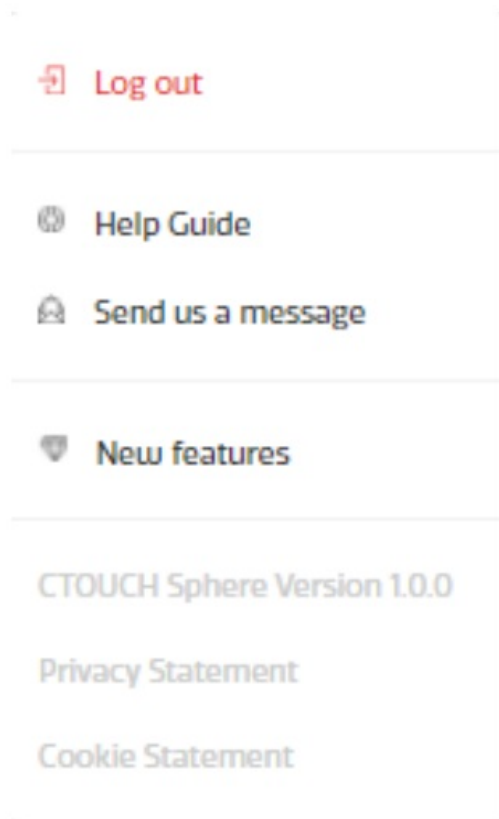 Log out
Help Guide
Send us a message
New features
CTOUCH Sphere Version 1.0.0
Privacy Statement
Cookie Statement